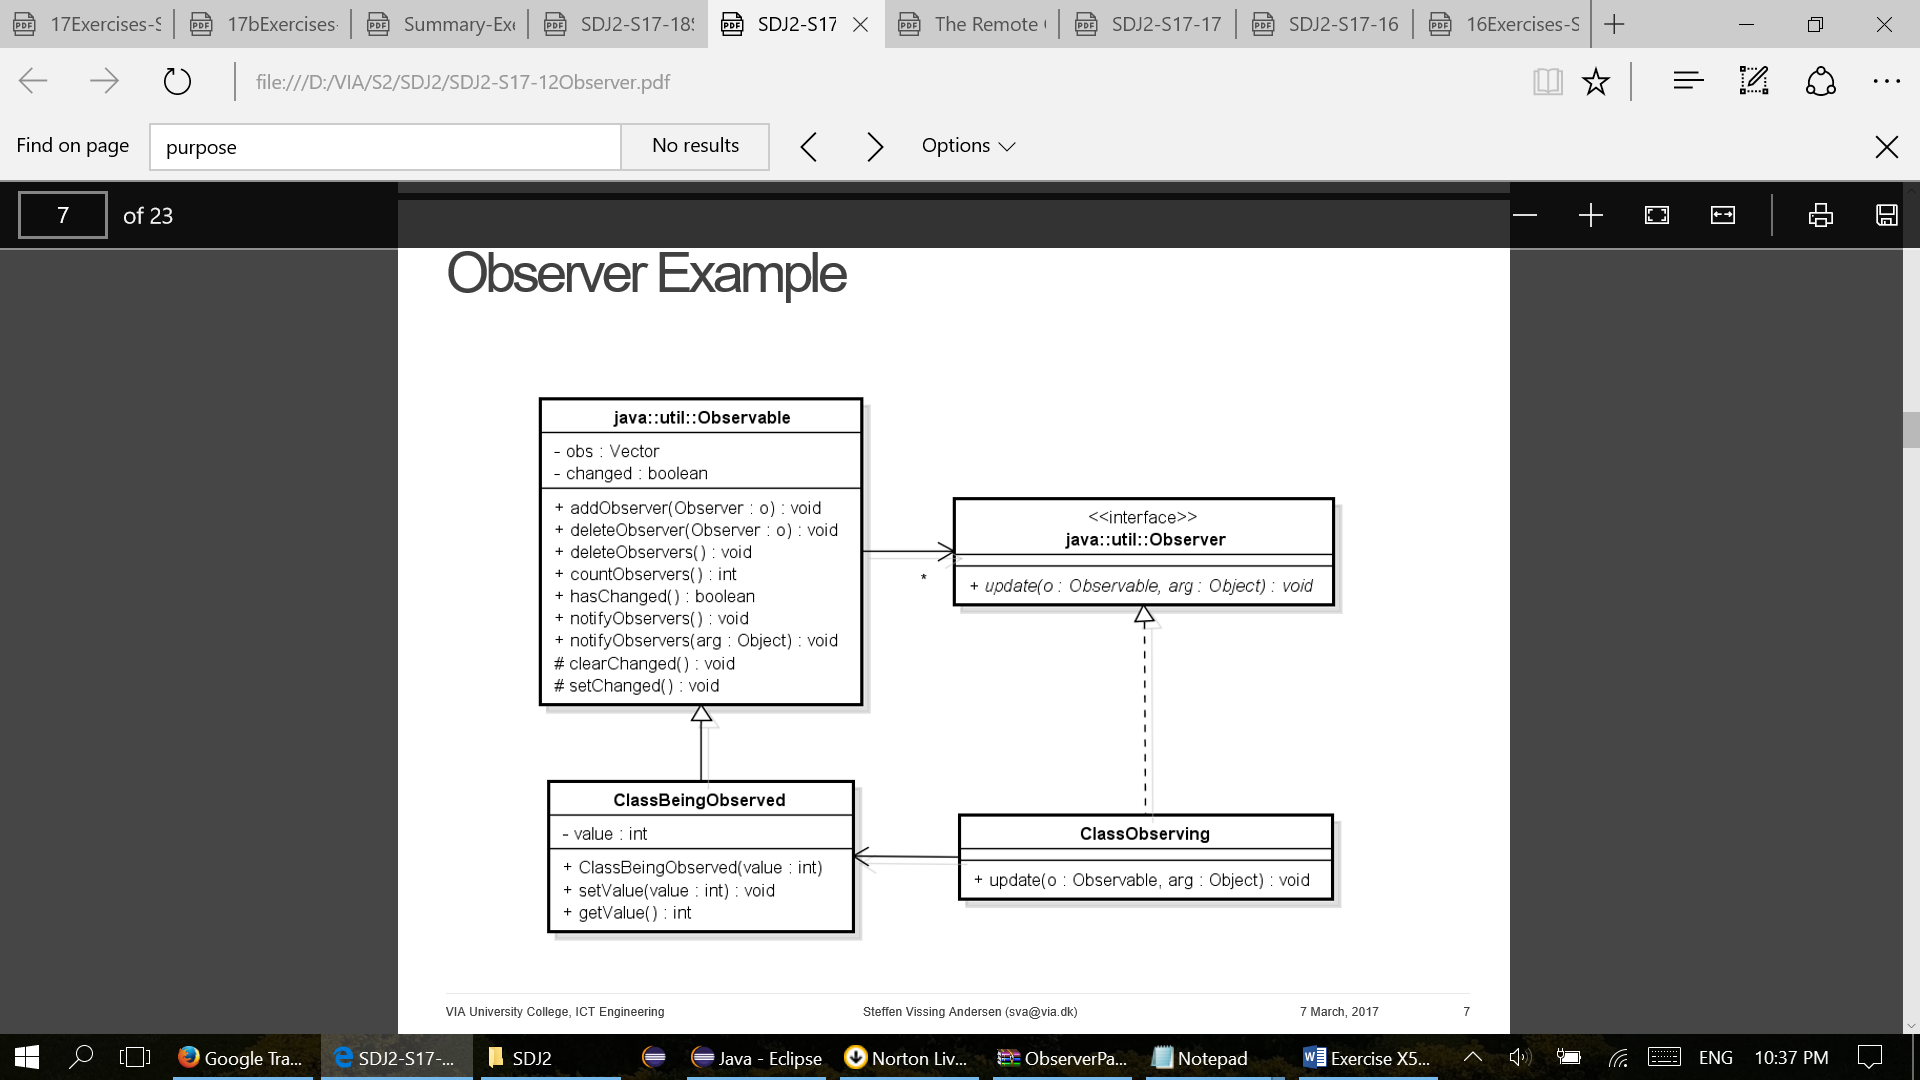 17Exercises-S
17bExercises-
Summary-Exe
SDJ2-S17-18S
SDJ2-S17
The Remote
SDJ2-S17-17
SDJ2-S17-16
16Exercises-S
file:///D:/VIA/S2/SDJ2/SDJ2-S17-12Observer.pdf
Find on page
purpose
No results
Options
7
of 23
Observer Example
java::util::Observable
- obs : Vector
- changed : boolean
+ addObserver(Observer : o) : void
+ deleteObserver(Observer : o) : void
+ deleteObservers() : void
+ countObservers() : int
+ hasChanged() : boolean
+ notifyObservers() : void
+ notifyObservers(arg : Object) : void
# clearChanged() : void
# setChanged() : void
*
<<interface>>
java::util::Observer
+ update(o : Observable, arg : Object) : void
ClassBeingObserved
- value : int
+ ClassBeingObserved(value : int)
+ setValue(value : int) : void
+ getValue() : int
ClassObserving
+ update(o : Observable, arg : Object) : void
VIA University College, ICT Engineering
Steffen Vissing Andersen (sva@via.dk)
7 March, 2017
7
Google Tra...
SDJ2-S17-...
SDJ2
Java - Eclipse
Norton Liv...
ObserverPa...
Notepad
Exercise X5...
ENG
10:37 PM